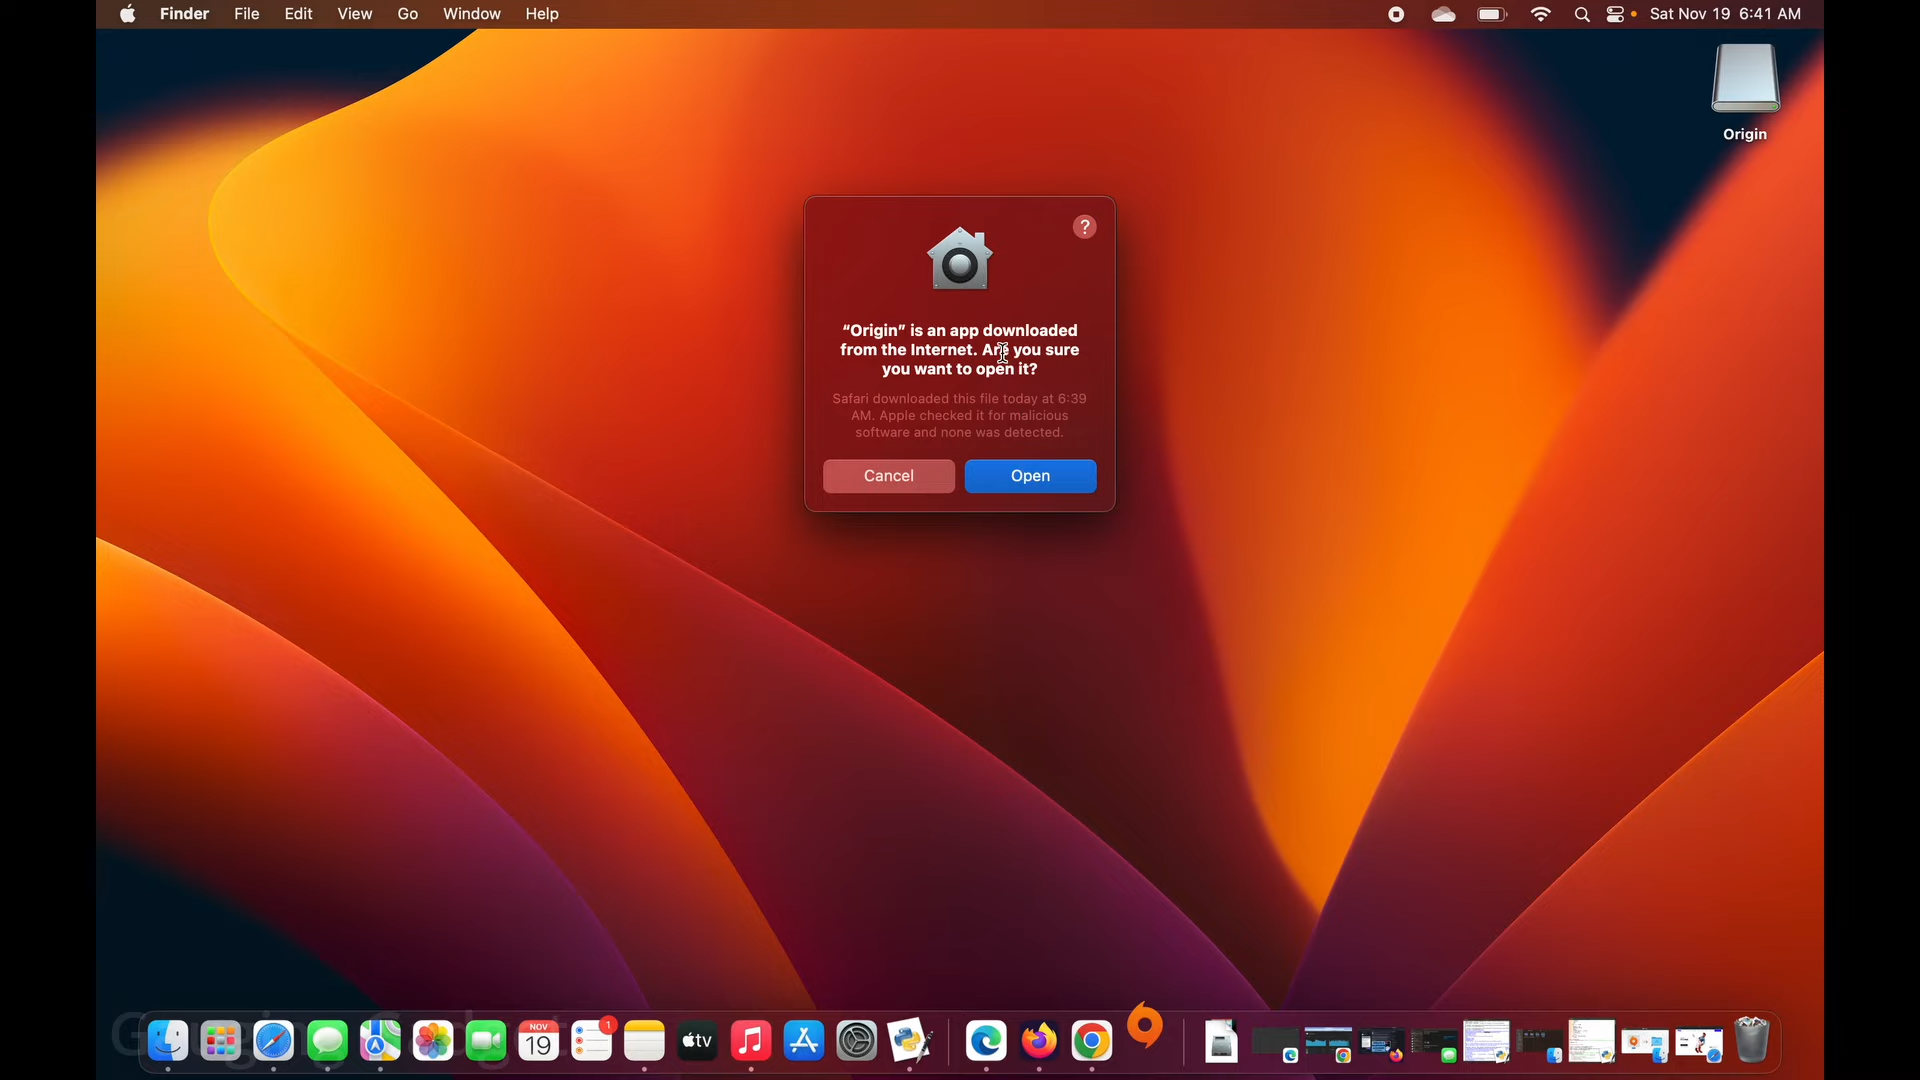 Finder File Edit View Go Window Help Sat Nov 19 6:41 AM
Origin
?
“Origin” is an app downloaded
from the Internet. Are you sure
you want to open it?
Safari downloaded this file today at 6:39
AM. Apple checked it for malicious
software and none was detected.
Cancel Open
NOV
19
1
tv